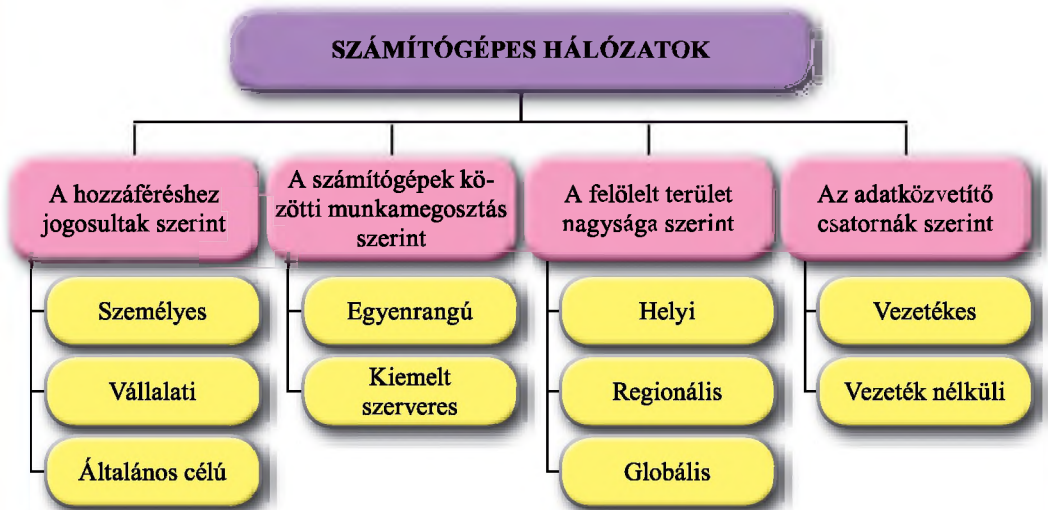 SZÁMÍTÓGÉPES HÁLÓZATOK
A hozzáféréshez
jogosultak szerint
Személyes
Vállalati
Általános célú
A számítógépek kö-
zötti munkamegosztás
szerint
Egyenrangú
Kiemelt
szerveres
A felölelt terület
nagysága szerint
Helyi
Regionális
Globális
Az adatközvetítő
csatornák szerint
Vezetékes
Vezeték nélküli